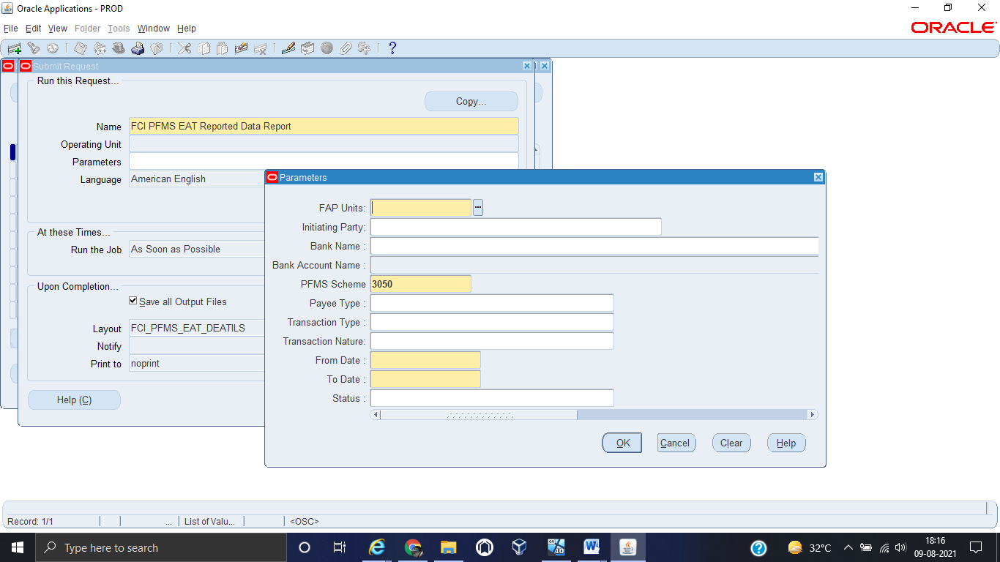 Oracle Applications - PROD
File Edit View Folder Tools Window Help
ORACLE
Submit Request
Run this Request...
Copy...
Name FCI PFMS EAT Reported Data Report
Operating Unit
Parameters
Language American English
Parameters
FAP Units:
Initiating Party:
Bank Name :
Bank Account Name :
PFMS Scheme 3050
Payee Type :
Transaction Type :
Transaction Nature:
From Date :
To Date :
Status :
OK Cancel Clear Help
At these Times...
Run the Job As Soon as Possible
Upon Completion...
Save all Output Files
Layout FCI_PFMS_EAT_DEATILS
Notify
Print to noprint
Help (C)
Record: 1/1 ... List of Valu... <OSC>
Type here to search
32°C
18:16
09-08-2021